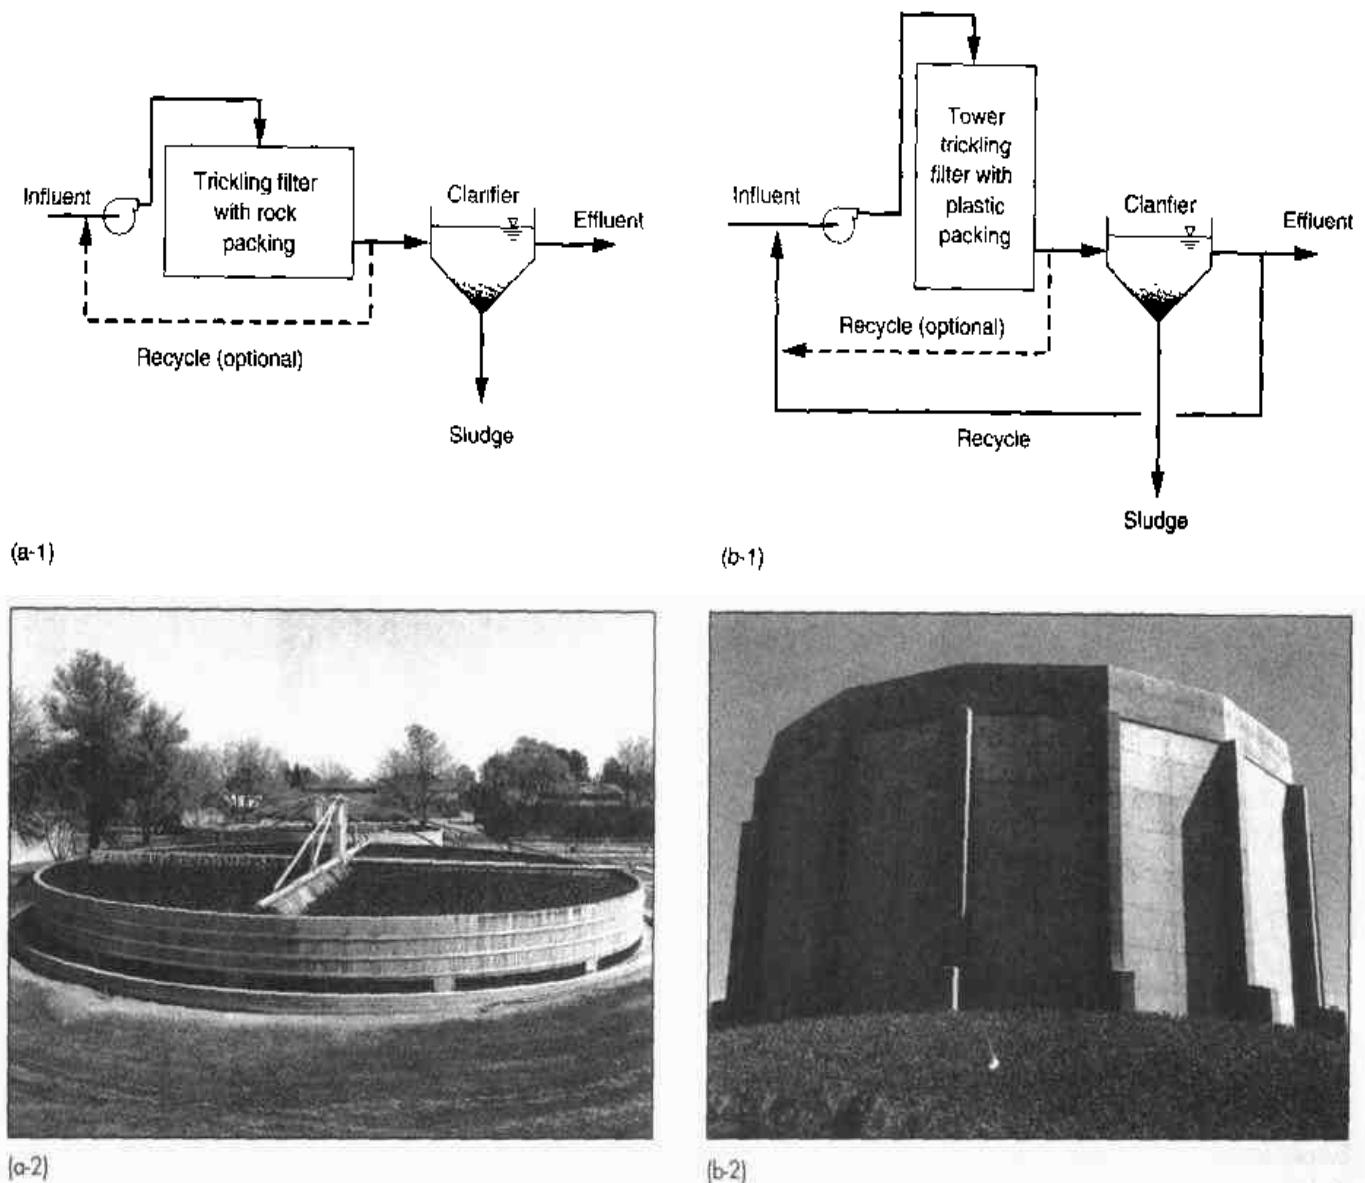 Influent
Trickling filter
with rock
packing
Clarifier
Effluent
Recycle (optional)
Sludge
(a-1)
Influent
Tower
trickling
filter with
plastic
packing
Clarifier
Effluent
Recycle (optional)
Recycle
Sludge
(b-1)
(a-2)
(b-2)